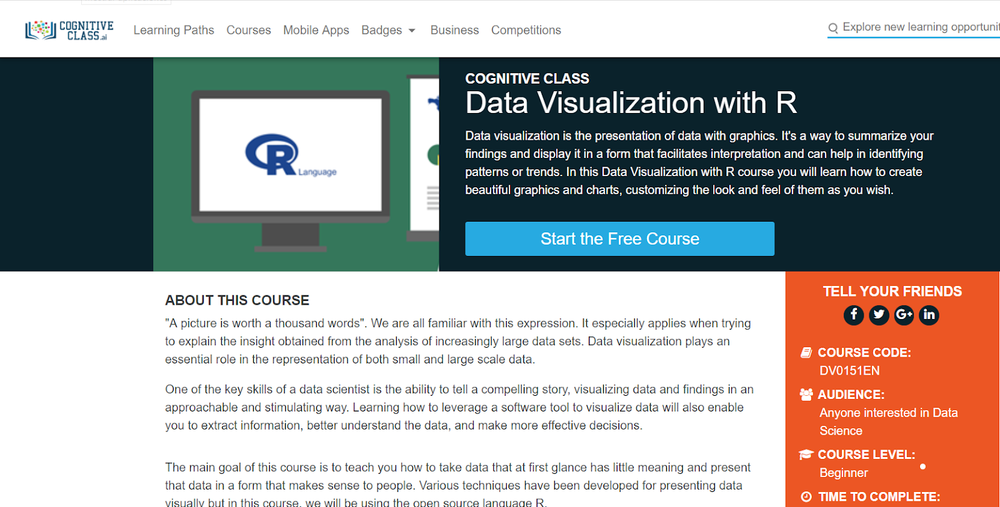 COGNITIVE
CLASS.ai
Learning Paths
Courses
Mobile Apps
Badges
Business
Competitions
Explore new learning opportunit
R
Language
COGNITIVE CLASS
Data Visualization with R
Data visualization is the presentation of data with graphics. It's a way to summarize your
findings and display it in a form that facilitates interpretation and can help in identifying
patterns or trends. In this Data Visualization with R course you will learn how to create
beautiful graphics and charts, customizing the look and feel of them as you wish.
Start the Free Course
ABOUT THIS COURSE
"A picture is worth a thousand words". We are all familiar with this expression. It especially applies when trying
to explain the insight obtained from the analysis of increasingly large data sets. Data visualization plays an
essential role in the representation of both small and large scale data.
One of the key skills of a data scientist is the ability to tell a compelling story, visualizing data and findings in an
approachable and stimulating way. Learning how to leverage a software tool to visualize data will also enable
you to extract information, better understand the data, and make more effective decisions.
The main goal of this course is to teach you how to take data that at first glance has little meaning and present
that data in a form that makes sense to people. Various techniques have been developed for presenting data
visually but in this course, we will be using the open source language R.
TELL YOUR FRIENDS
f
G+
in
COURSE CODE:
DV0151EN
AUDIENCE:
Anyone interested in Data
Science
COURSE LEVEL:
Beginner
TIME TO COMPLETE: